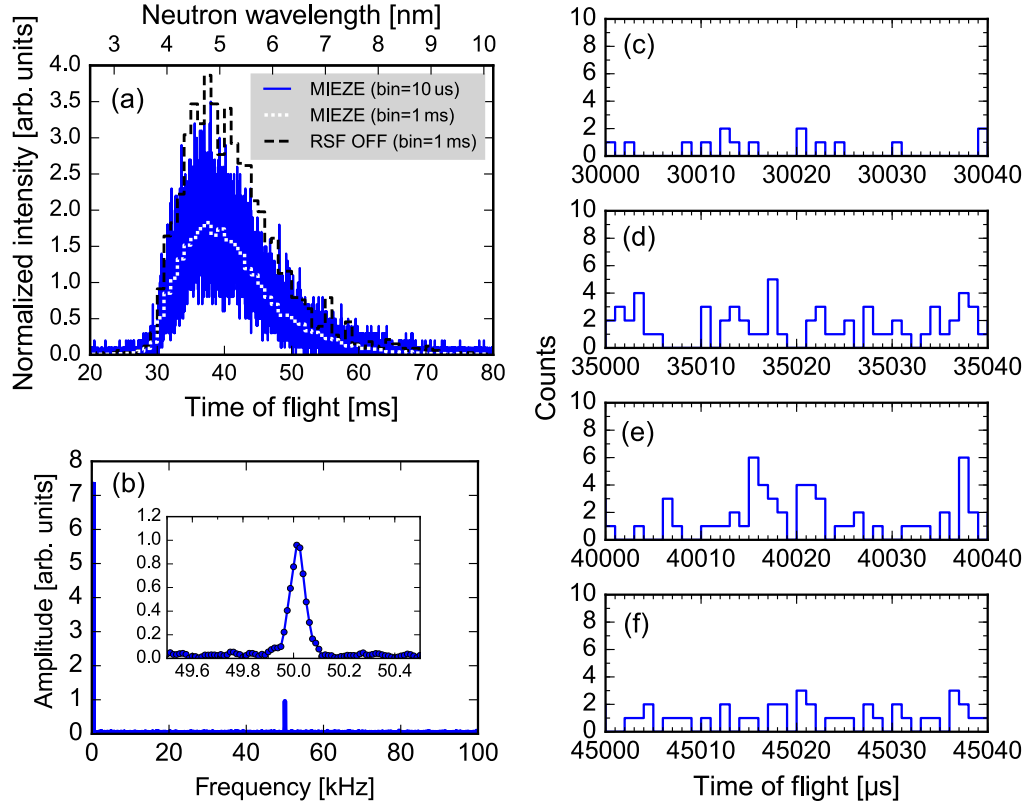 Neutron wavelength [nm]
3 4 5 6 7 8 9 10
Normalized intensity [arb. units]
4.0
3.5
3.0
2.5
2.0
1.5
1.0
0.5
0.0
(a)
MIEZE (bin=10 us)
MIEZE (bin=1 ms)
RSF OFF (bin=1 ms)
20 30 40 50 60 70 80
Time of flight [ms]
Amplitude [arb. units]
8
7
6
5
4
3
2
1
0
(b)
1.2
1.0
0.8
0.6
0.4
0.2
0.0
49.6 49.8 50.0 50.2 50.4
0 20 40 60 80 100
Frequency [kHz]
Counts
(c)
10
8
6
4
2
0
30000 30010 30020 30030 30040
(d)
10
8
6
4
2
0
35000 35010 35020 35030 35040
(e)
10
8
6
4
2
0
40000 40010 40020 40030 40040
(f)
10
8
6
4
2
0
45000 45010 45020 45030 45040
Time of flight [µs]